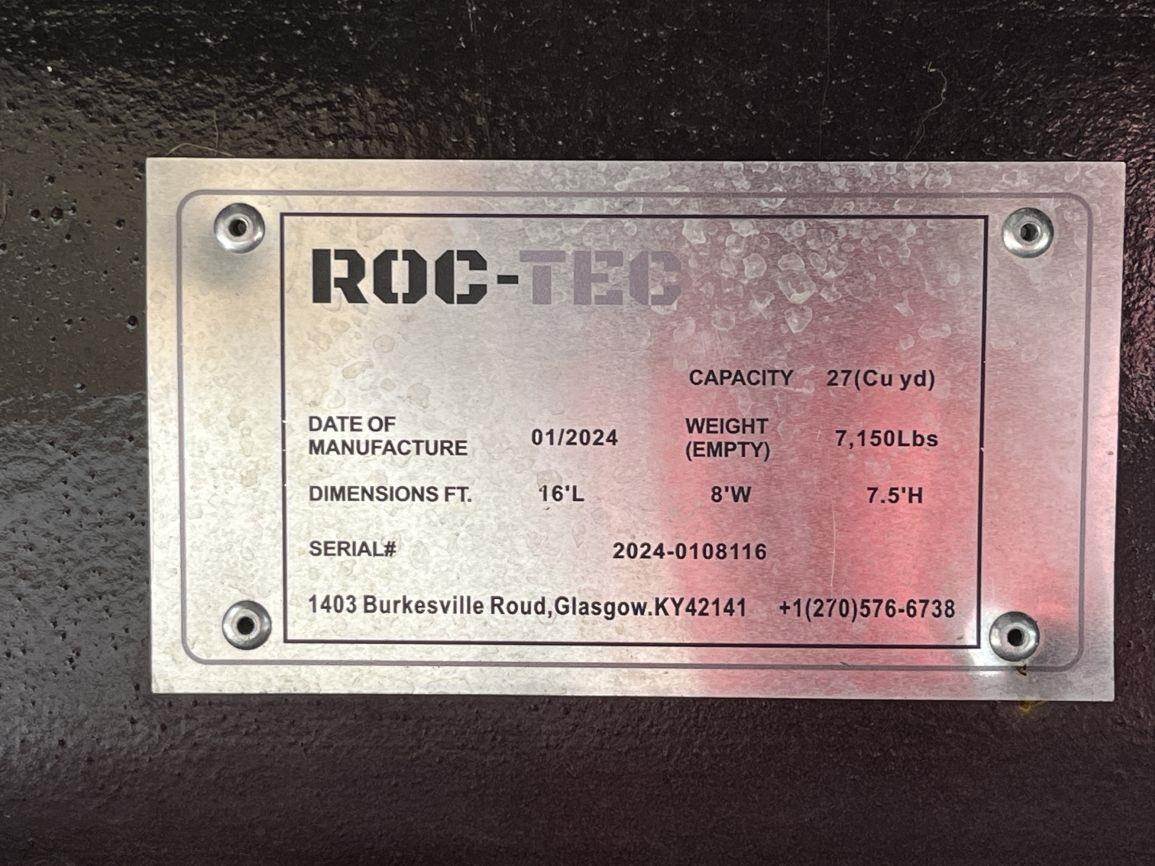 ROC-TEC
CAPACITY 27(Cu yd)
DATE OF MANUFACTURE 01/2024 WEIGHT (EMPTY) 7,150Lbs
DIMENSIONS FT. 16'L 8'W 7.5'H
SERIAL# 2024-0108116
1403 Burkesville Roud,Glasgow.KY42141 +1(270)576-6738